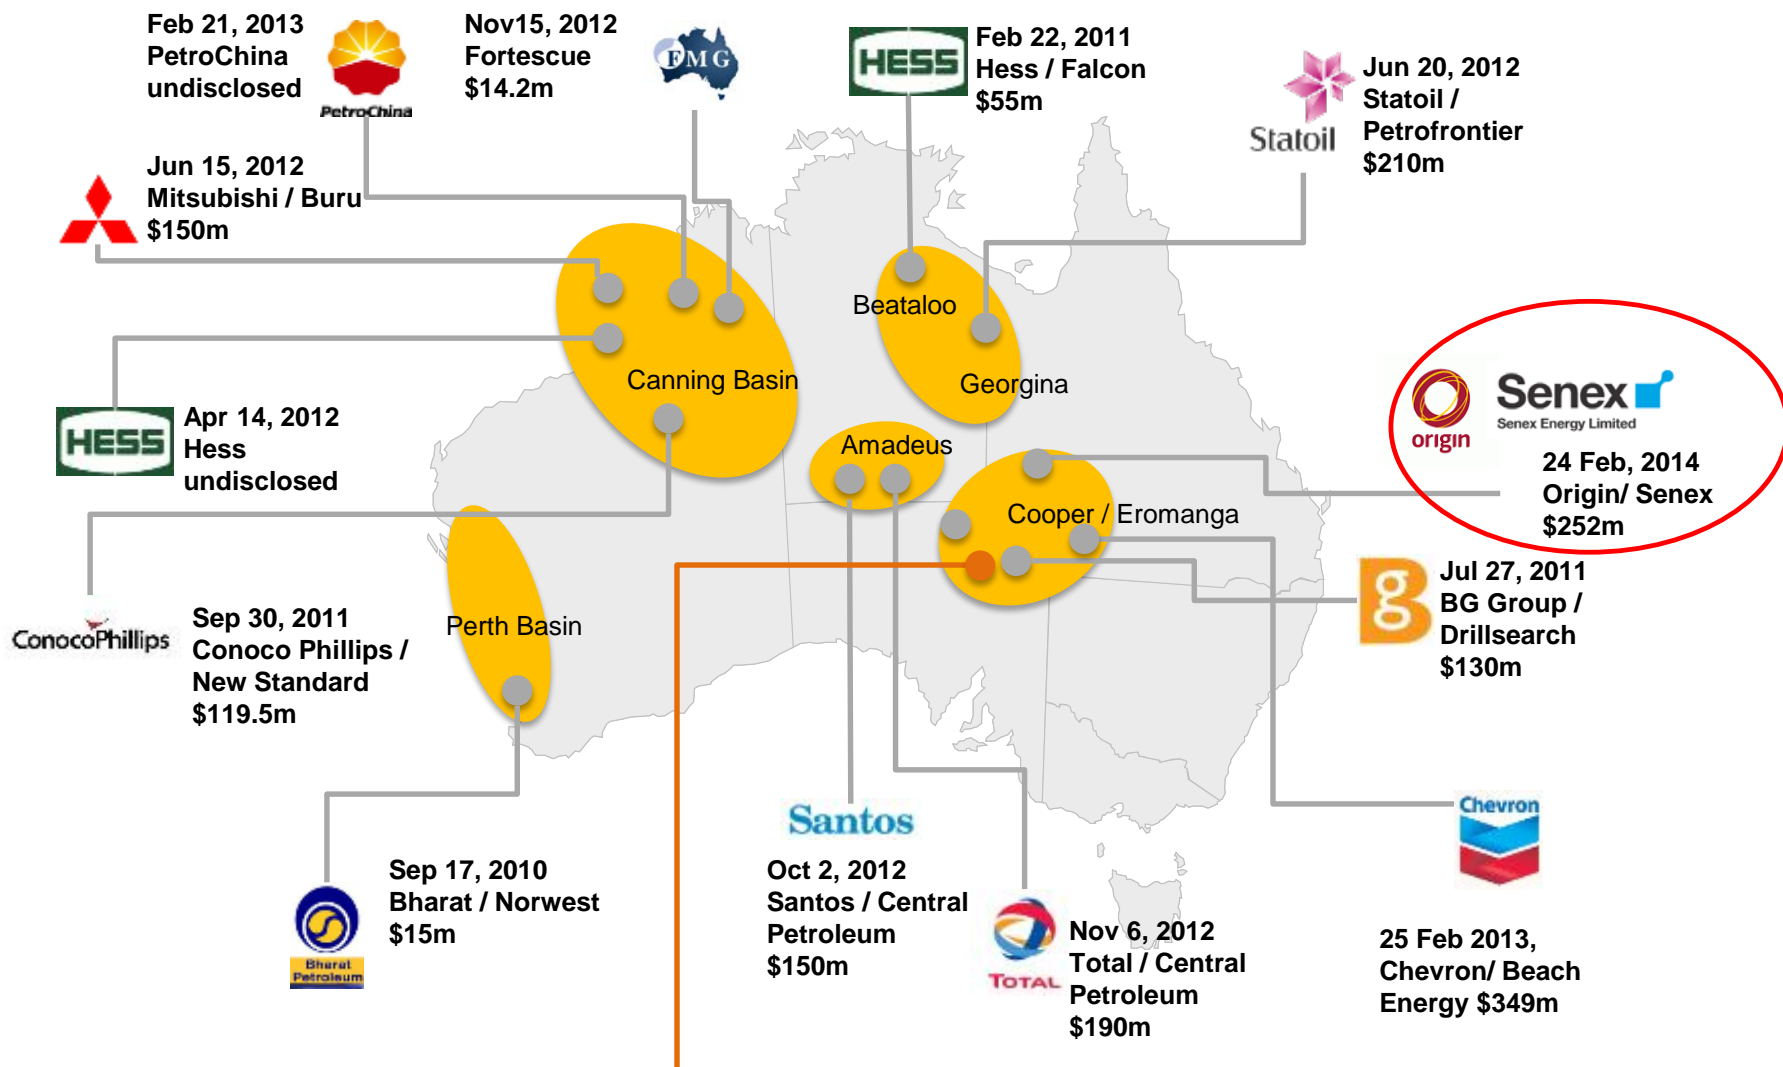 Feb 21, 2013
PetroChina
undisclosed
PetroChina
Nov15, 2012
Fortescue
$14.2m
FMG
HESS
Feb 22, 2011
Hess / Falcon
$55m
Statoil
Jun 20, 2012
Statoil /
Petrofrontier
$210m
Jun 15, 2012
Mitsubishi / Buru
$150m
Beataloo
Georgina
Canning Basin
HESS
Apr 14, 2012
Hess
undisclosed
Amadeus
Cooper / Eromanga
origin
Senex
Senex Energy Limited
24 Feb, 2014
Origin/ Senex
$252m
ConocoPhillips
Sep 30, 2011
Conoco Phillips /
New Standard
$119.5m
Perth Basin
BG
Jul 27, 2011
BG Group /
Drillsearch
$130m
Bharat
Petroleum
Sep 17, 2010
Bharat / Norwest
$15m
Santos
Oct 2, 2012
Santos / Central
Petroleum
$150m
TOTAL
Nov 6, 2012
Total / Central
Petroleum
$190m
Chevron
25 Feb 2013,
Chevron/ Beach
Energy $349m